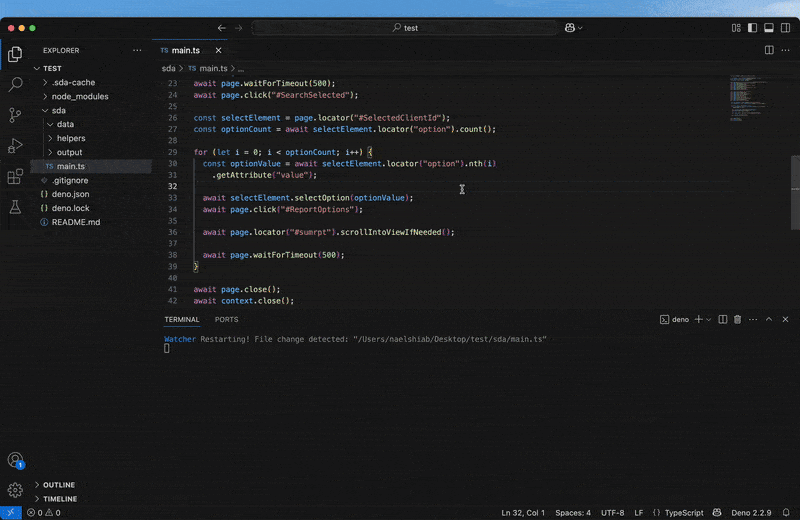 test
EXPLORER
TEST
.sda-cache
node_modules
sda
data
helpers
output
TS main.ts
.gitignore
deno.json
deno.lock
README.md
OUTLINE
TIMELINE
TS main.ts
sda > TS main.ts > ...
23 await page.waitForTimeout(500);
24 await page.click("#SearchSelected");
25
26 const selectElement = page.locator("#SelectedClientId");
27 const optionCount = await selectElement.locator("option").count();
28
29 for (let i = 0; i < optionCount; i++) {
30 const optionValue = await selectElement.locator("option").nth(i)
31 .getAttribute("value");
32
33 await selectElement.selectOption(optionValue);
34 await page.click("#ReportOptions");
35
36 await page.locator("#sumrpt").scrollIntoViewIfNeeded();
37
38 await page.waitForTimeout(500);
39 }
40
41 await page.close();
42 await context.close();
TERMINAL PORTS
deno
Watcher Restarting! File change detected: "/Users/naelshiab/Desktop/test/sda/main.ts"
1
0 0
Ln 32, Col 1 Spaces: 4 UTF-8 LF {} TypeScript Deno 2.2.9